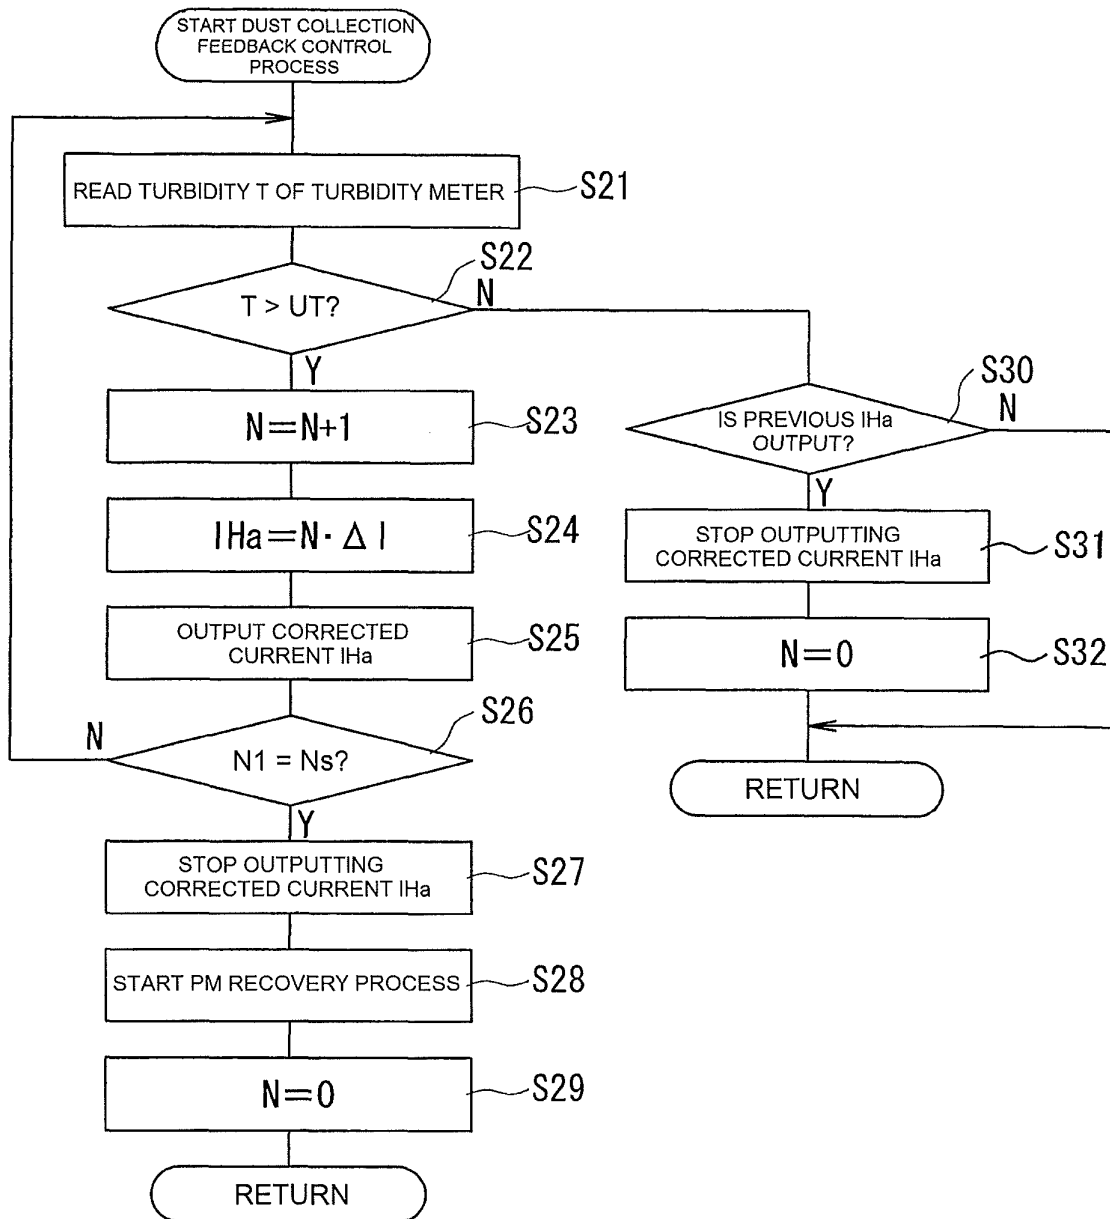 START DUST COLLECTION
FEEDBACK CONTROL
PROCESS
READ TURBIDITY T OF TURBIDITY METER
S21
T > UT?
S22
N
Y
N=N+1
S23
IHa=N·ΔI
S24
OUTPUT CORRECTED
CURRENT IHa
S25
N1 = Ns?
S26
N
Y
STOP OUTPUTTING
CORRECTED CURRENT IHa
S27
START PM RECOVERY PROCESS
S28
N=0
S29
RETURN
IS PREVIOUS IHa
OUTPUT?
S30
N
Y
STOP OUTPUTTING
CORRECTED CURRENT IHa
S31
N=0
S32
RETURN